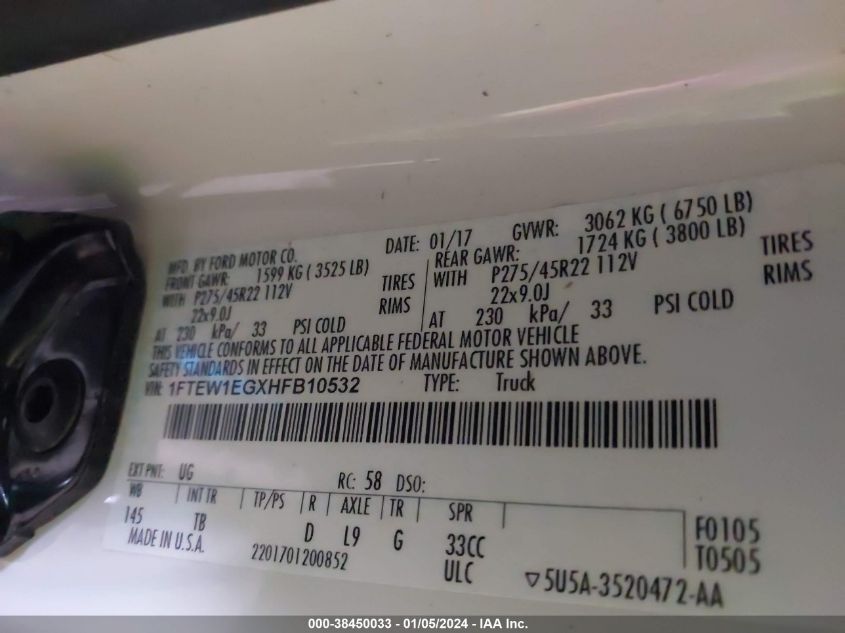 MFD. BY FORD MOTOR CO. DATE: 01/17 GVWR: 3062 KG ( 6750 LB)
FRONT GAWR: 1599 KG ( 3525 LB) REAR GAWR: 1724 KG ( 3800 LB)
WITH P275/45R22 112V TIRES WITH P275/45R22 112V TIRES
22x9.0J RIMS 22x9.0J RIMS
AT 230 kPa/ 33 PSI COLD AT 230 kPa/ 33 PSI COLD
THIS VEHICLE CONFORMS TO ALL APPLICABLE FEDERAL MOTOR VEHICLE
SAFETY STANDARDS IN EFFECT ON THE DATE OF MANUFACTURE SHOWN ABOVE.
VIN: 1FTEW1EGXHFB10532 TYPE: Truck
EXT PNT: UG RC: 58 DSO:
WB INT TR TP/PS R AXLE TR SPR
145 TB D L9 G 33CC F0105
MADE IN U.S.A. 2201701200852 ULC T0505
▽5U5A-3520472-AA
000-38450033 - 01/05/2024 - IAA Inc.